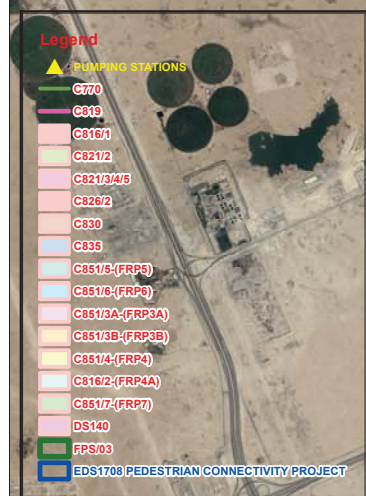 Legend
PUMPING STATIONS
C770
C819
C816/1
C821/2
C821/3/4/5
C826/2
C830
C835
C851/5-(FRP5)
C851/6-(FRP6)
C851/3A-(FRP3A)
C851/3B-(FRP3B)
C851/4-(FRP4)
C816/2-(FRP4A)
C851/7-(FRP7)
DS140
FPS/03
EDS1708 PEDESTRIAN CONNECTIVITY PROJECT